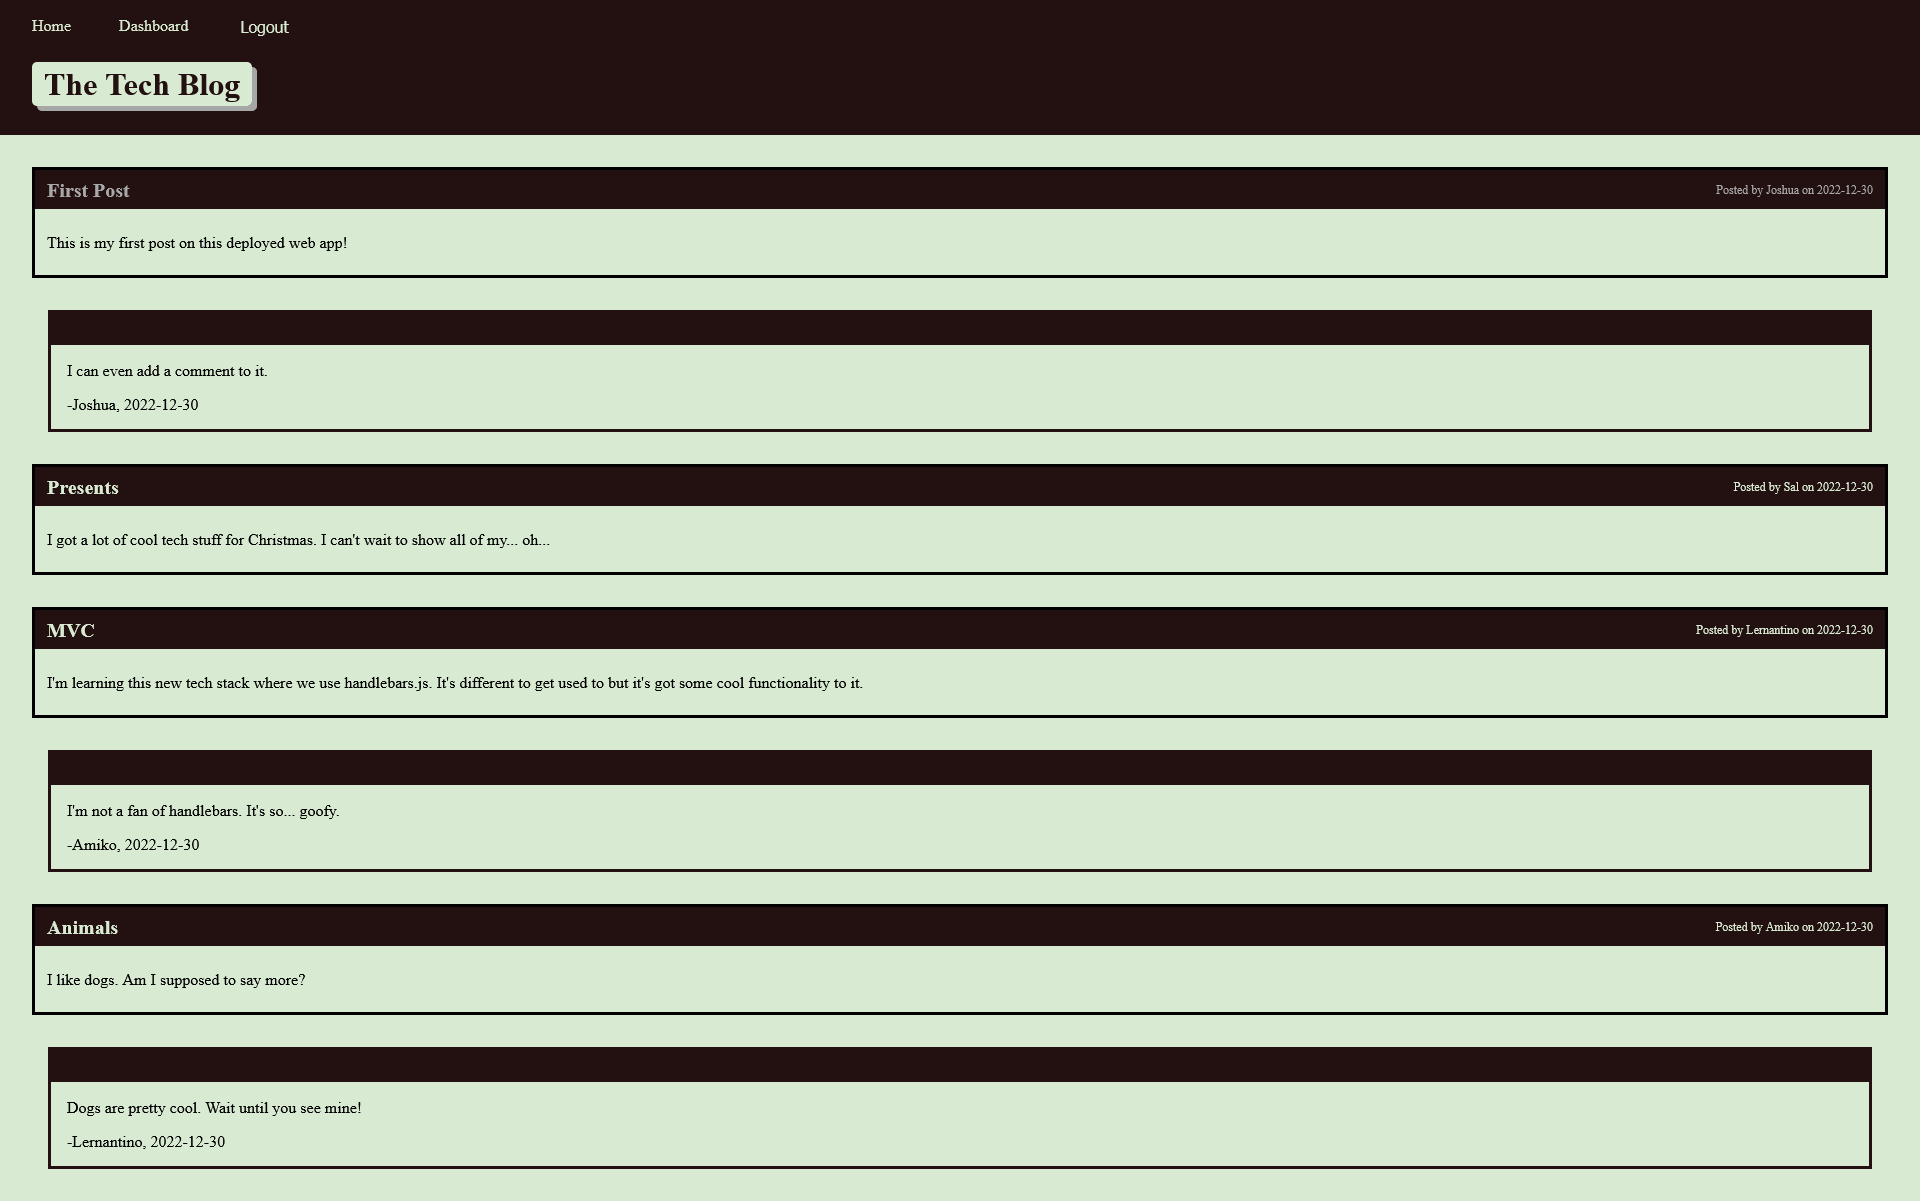 Home Dashboard Logout
The Tech Blog
First Post Posted by Joshua on 2022-12-30
This is my first post on this deployed web app!
I can even add a comment to it.
-Joshua, 2022-12-30
Presents Posted by Sal on 2022-12-30
I got a lot of cool tech stuff for Christmas. I can't wait to show all of my... oh...
MVC Posted by Lernantino on 2022-12-30
I'm learning this new tech stack where we use handlebars.js. It's different to get used to but it's got some cool functionality to it.
I'm not a fan of handlebars. It's so... goofy.
-Amiko, 2022-12-30
Animals Posted by Amiko on 2022-12-30
I like dogs. Am I supposed to say more?
Dogs are pretty cool. Wait until you see mine!
-Lernantino, 2022-12-30